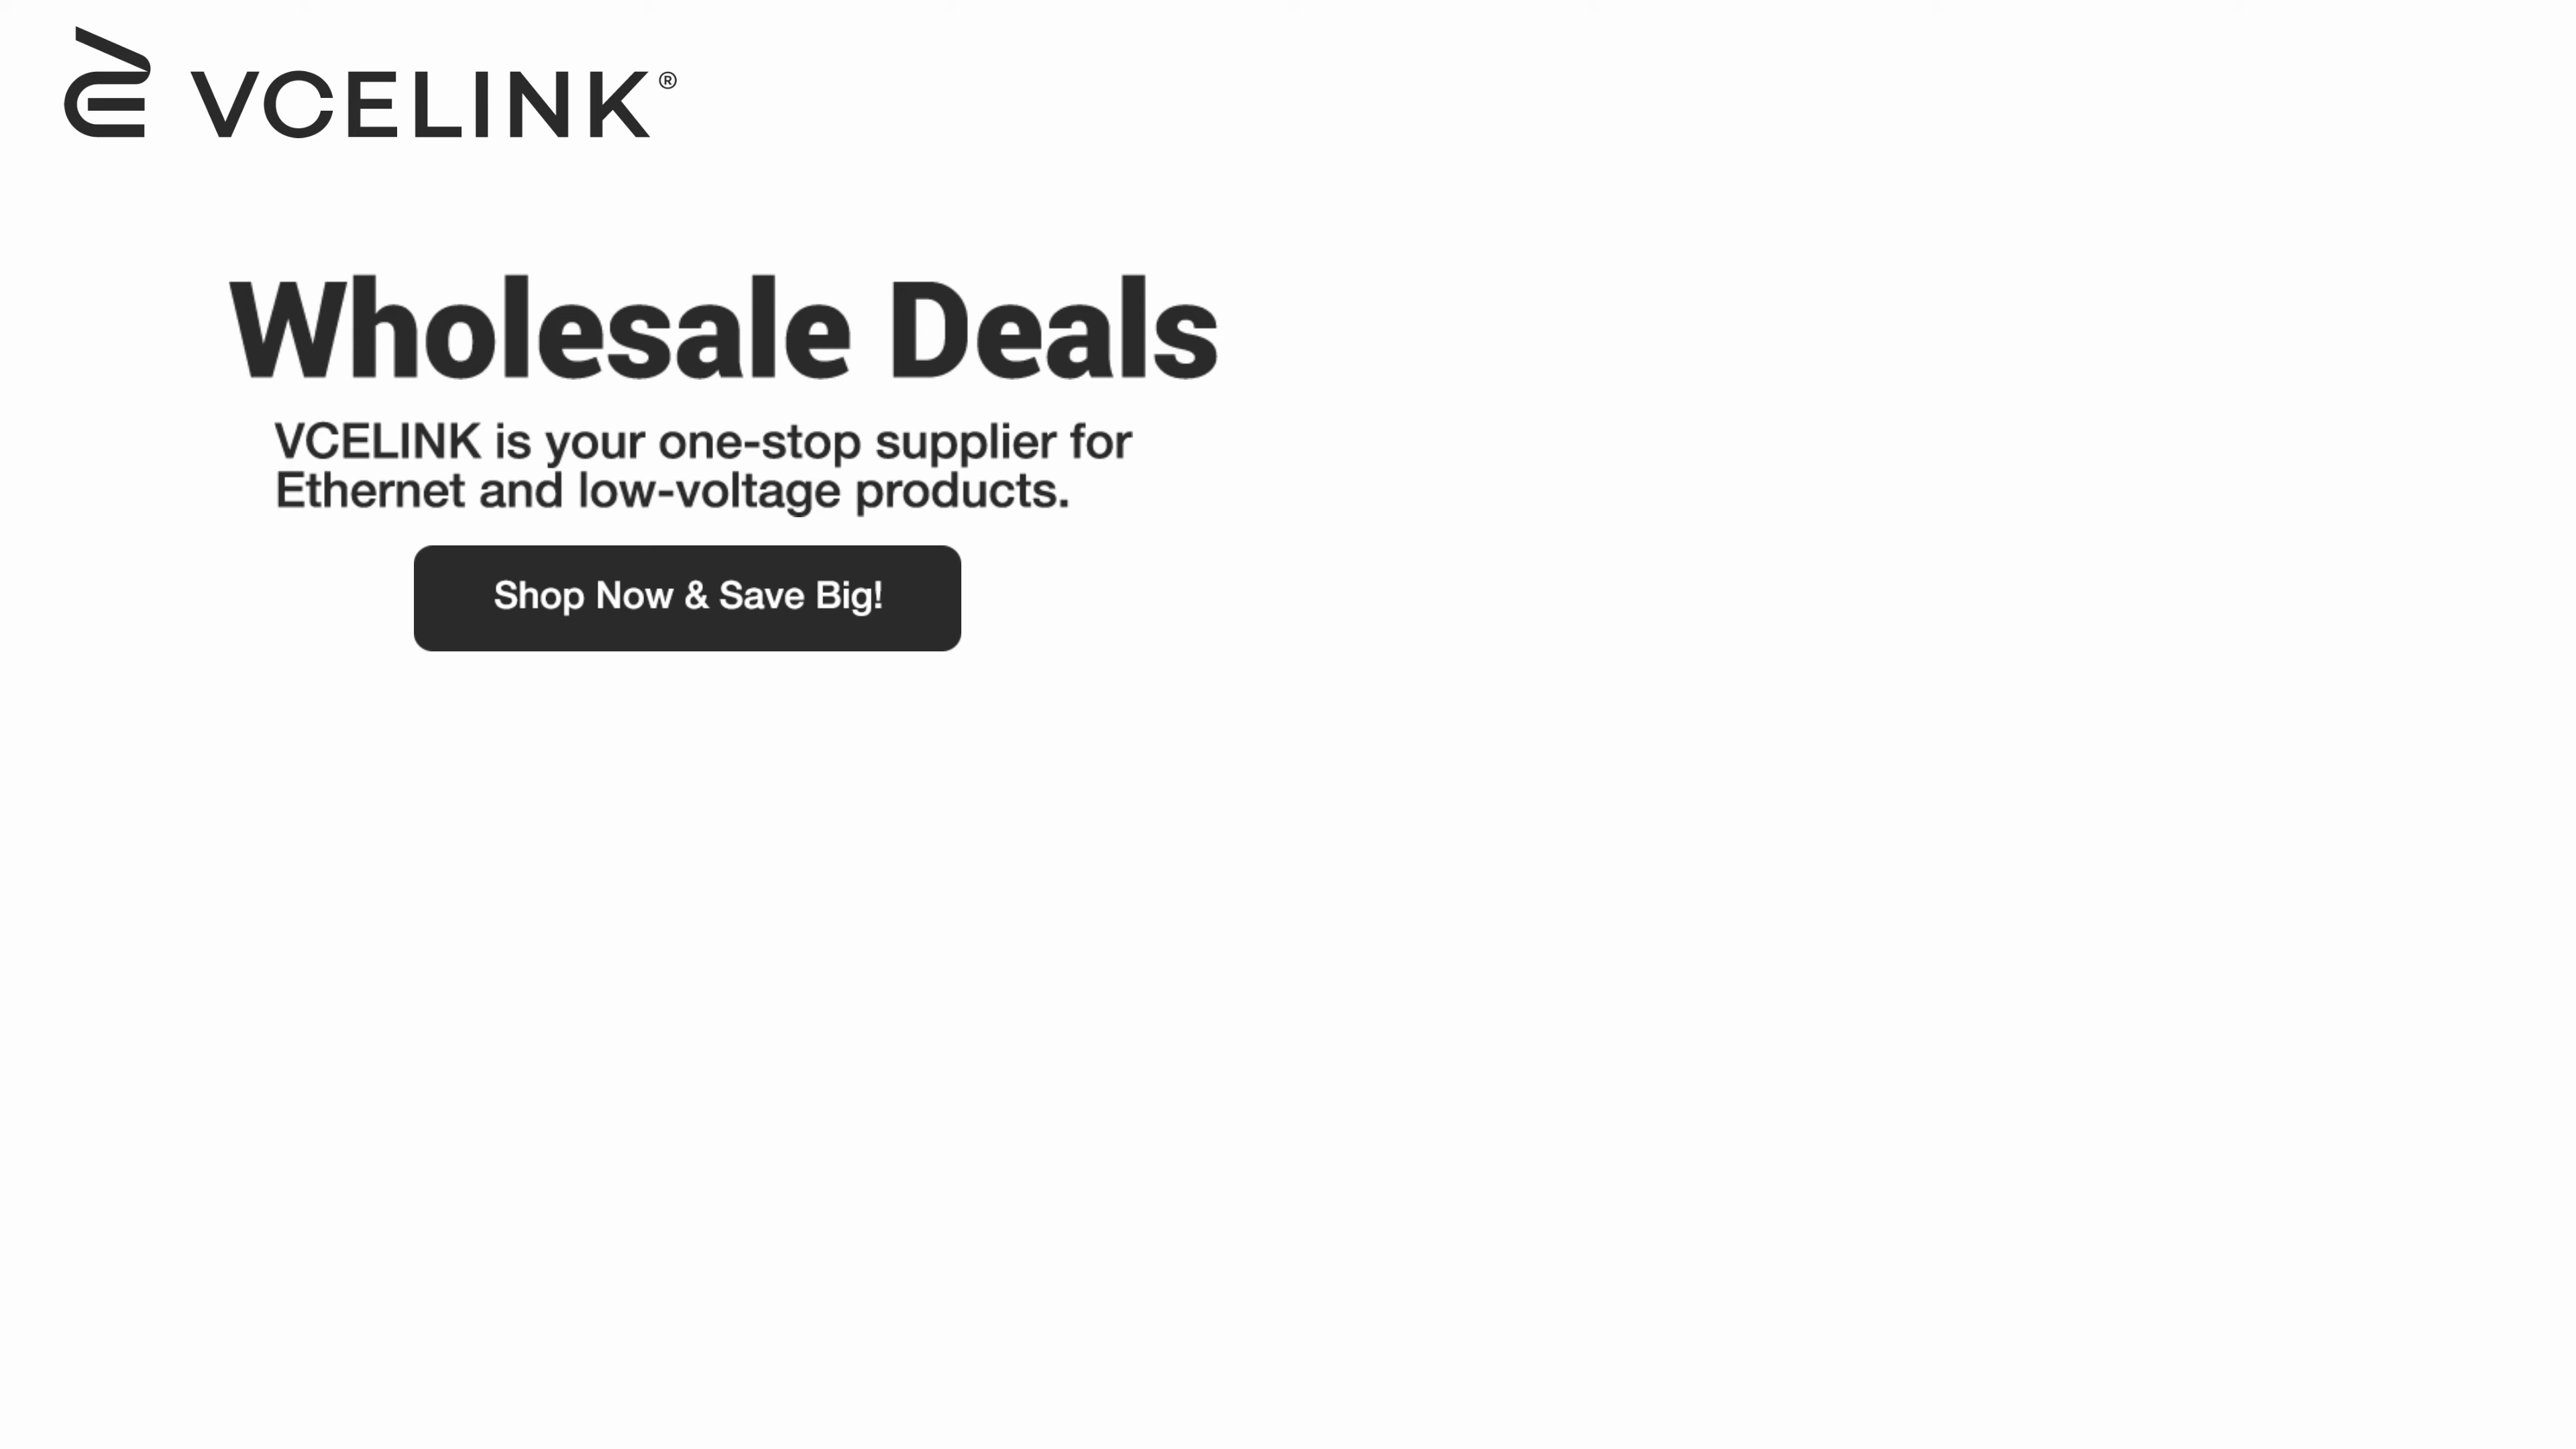 VCELINK®
Wholesale Deals
VCELINK is your one-stop supplier for
Ethernet and low-voltage products.
Shop Now & Save Big!